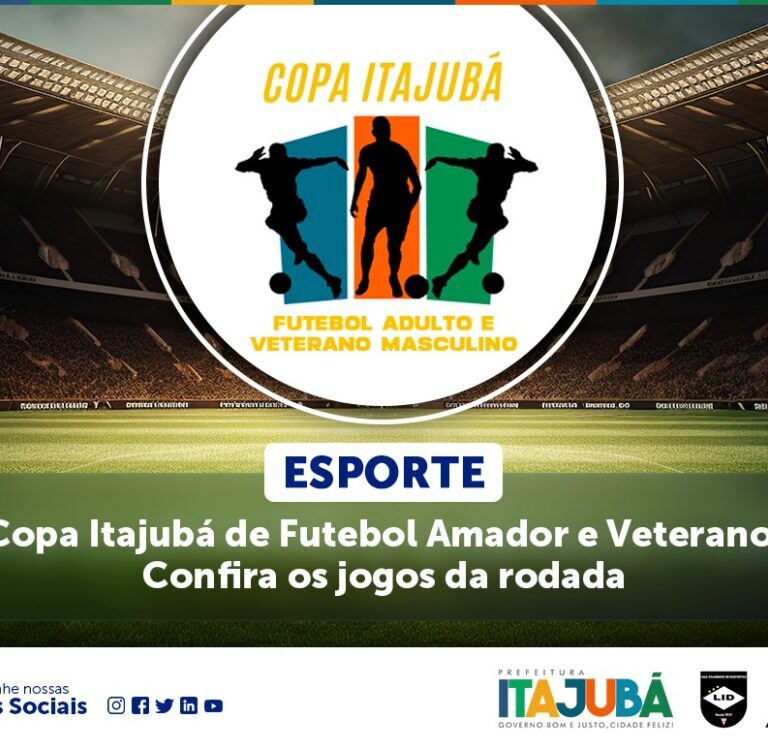 COPA ITAJUBÁ
FUTEBOL ADULTO E
VETERANO MASCULINO
ESPORTE
Copa Itajubá de Futebol Amador e Veterano
Confira os jogos da rodada
nhe nossas
s Sociais
PREFEITURA
ITAJUBÁ
GOVERNO BOM E JUSTO, CIDADE FELIZ!
LID